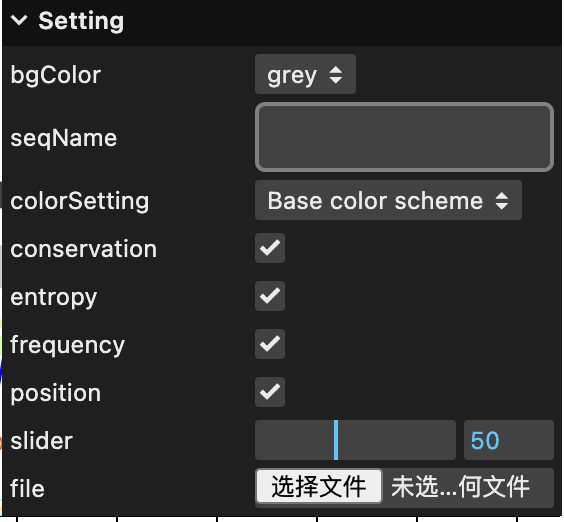 Setting
bgColor grey
seqName
colorSetting Base color scheme
conservation
entropy
frequency
position
slider 50
file 选择文件 未选...何文件